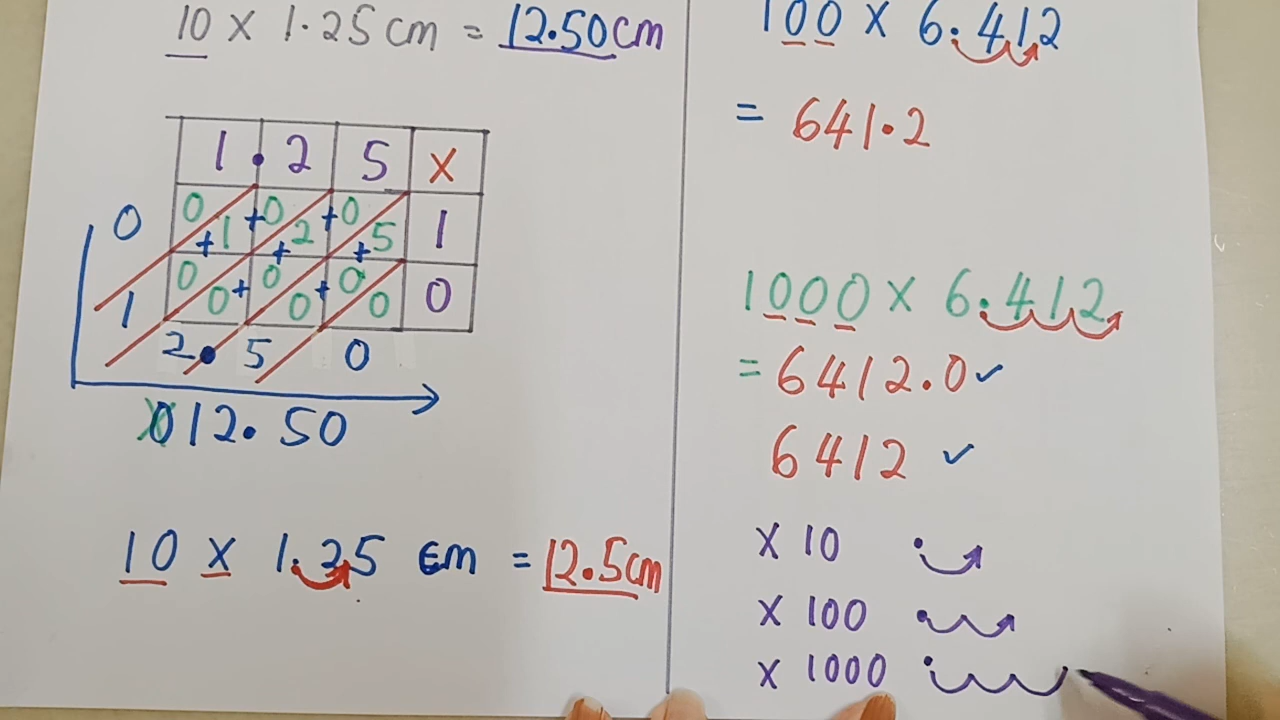 10 x 1.25 cm = 12.50cm
1 . 2 5 x
0 0 + 0 + 0
+ 1 + 2 + 5 1
0 0 0
1 0 + 0 + 0 0
2 . 5 0
012.50
10 x 1.25 cm = 12.5cm
100 x 6.412
= 641.2
1000 x 6.412
= 6412.0 ✓
6412 ✓
x 10 .
x 100 .
x 1000 .